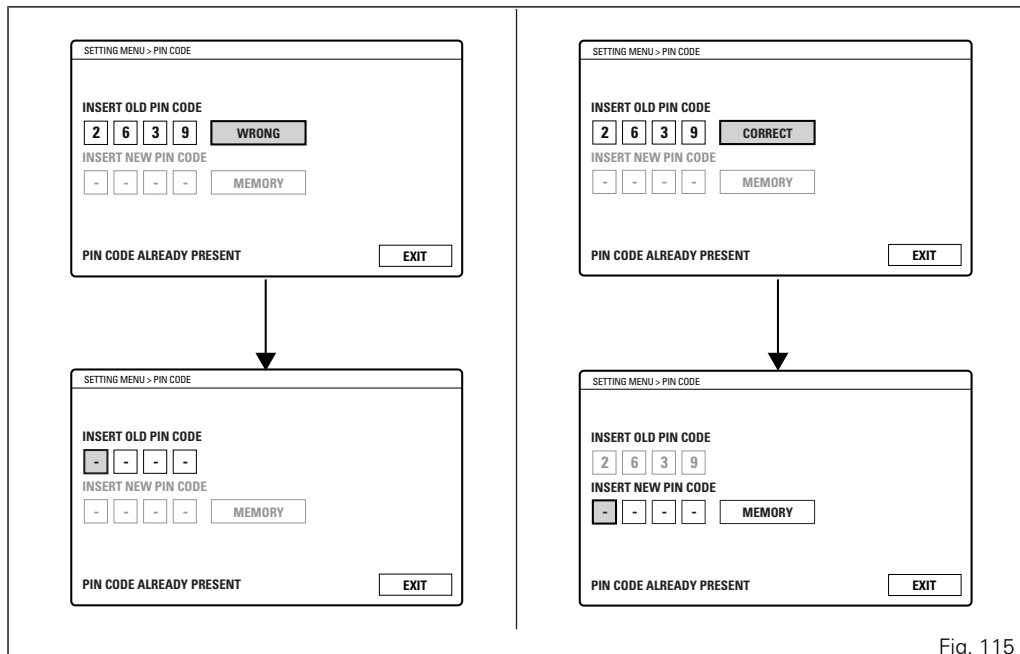 SETTING MENU > PIN CODE
INSERT OLD PIN CODE
2 6 3 9 WRONG
INSERT NEW PIN CODE
- - - - MEMORY
PIN CODE ALREADY PRESENT EXIT
SETTING MENU > PIN CODE
INSERT OLD PIN CODE
- - - -
INSERT NEW PIN CODE
- - - - MEMORY
PIN CODE ALREADY PRESENT EXIT
SETTING MENU > PIN CODE
INSERT OLD PIN CODE
2 6 3 9 CORRECT
INSERT NEW PIN CODE
- - - - MEMORY
PIN CODE ALREADY PRESENT EXIT
SETTING MENU > PIN CODE
INSERT OLD PIN CODE
2 6 3 9
INSERT NEW PIN CODE
- - - - MEMORY
PIN CODE ALREADY PRESENT EXIT
Fig. 115